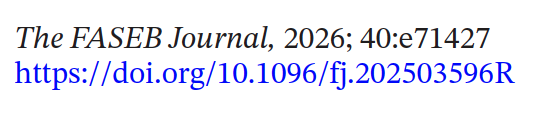 The FASEB Journal, 2026; 40:e71427
https://doi.org/10.1096/fj.202503596R